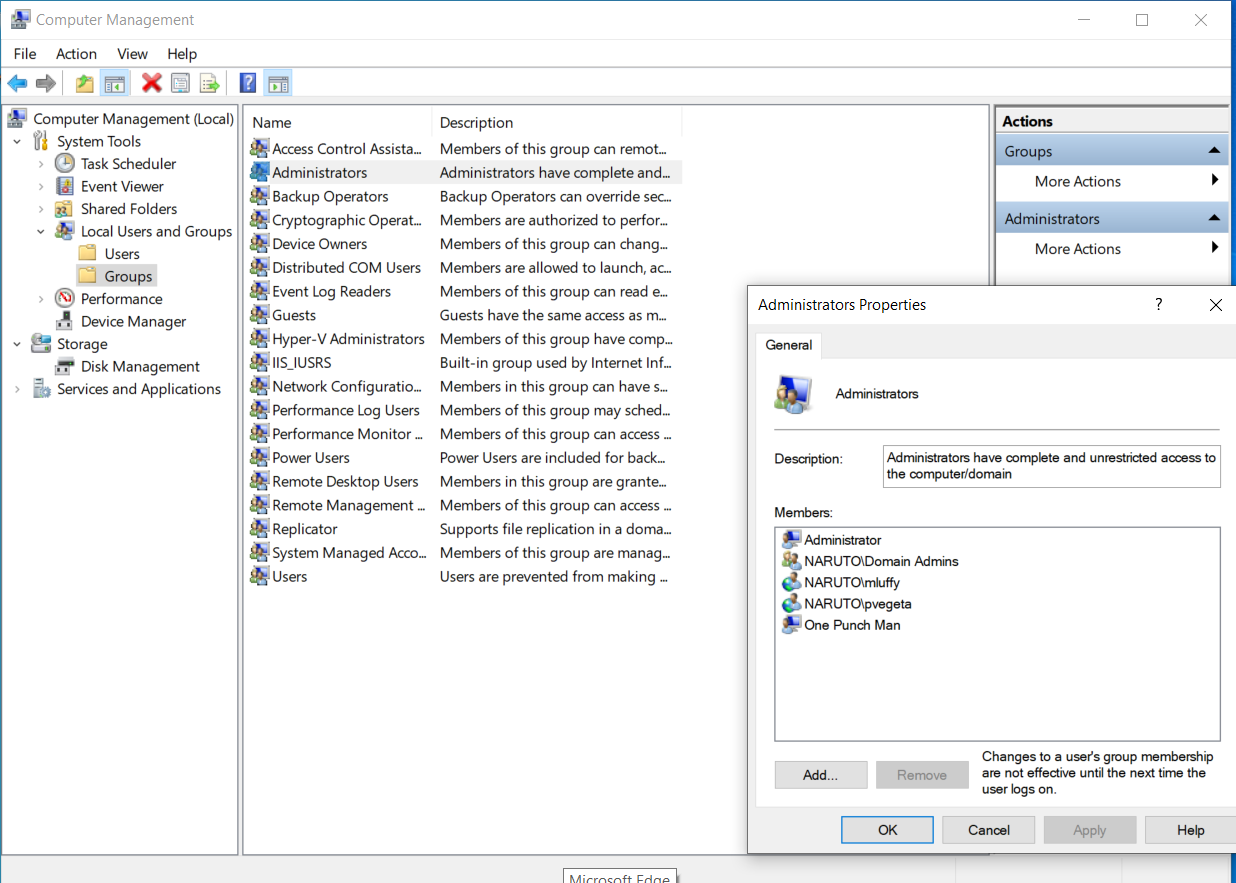 Computer Management
File Action View Help
Computer Management (Local)
System Tools
Task Scheduler
Event Viewer
Shared Folders
Local Users and Groups
Users
Groups
Performance
Device Manager
Storage
Disk Management
Services and Applications
Name Description
Access Control Assista... Members of this group can remot...
Administrators Administrators have complete and...
Backup Operators Backup Operators can override sec...
Cryptographic Operat... Members are authorized to perfor...
Device Owners Members of this group can chang...
Distributed COM Users Members are allowed to launch, ac...
Event Log Readers Members of this group can read e...
Guests Guests have the same access as m...
Hyper-V Administrators Members of this group have comp...
IIS_IUSRS Built-in group used by Internet Inf...
Network Configuratio... Members in this group can have s...
Performance Log Users Members of this group may sched...
Performance Monitor ... Members of this group can access ...
Power Users Power Users are included for back...
Remote Desktop Users Members in this group are grante...
Remote Management ... Members of this group can access ...
Replicator Supports file replication in a doma...
System Managed Acco... Members of this group are manag...
Users Users are prevented from making ...
Actions
Groups
More Actions
Administrators
More Actions
Administrators Properties ?
General
Administrators
Description: Administrators have complete and unrestricted access to
the computer/domain
Members:
Administrator
NARUTO\Domain Admins
NARUTO\mluffy
NARUTO\pvegeta
One Punch Man
Changes to a user's group membership
are not effective until the next time the
user logs on.
Add... Remove
OK Cancel Apply Help
Microsoft Edge